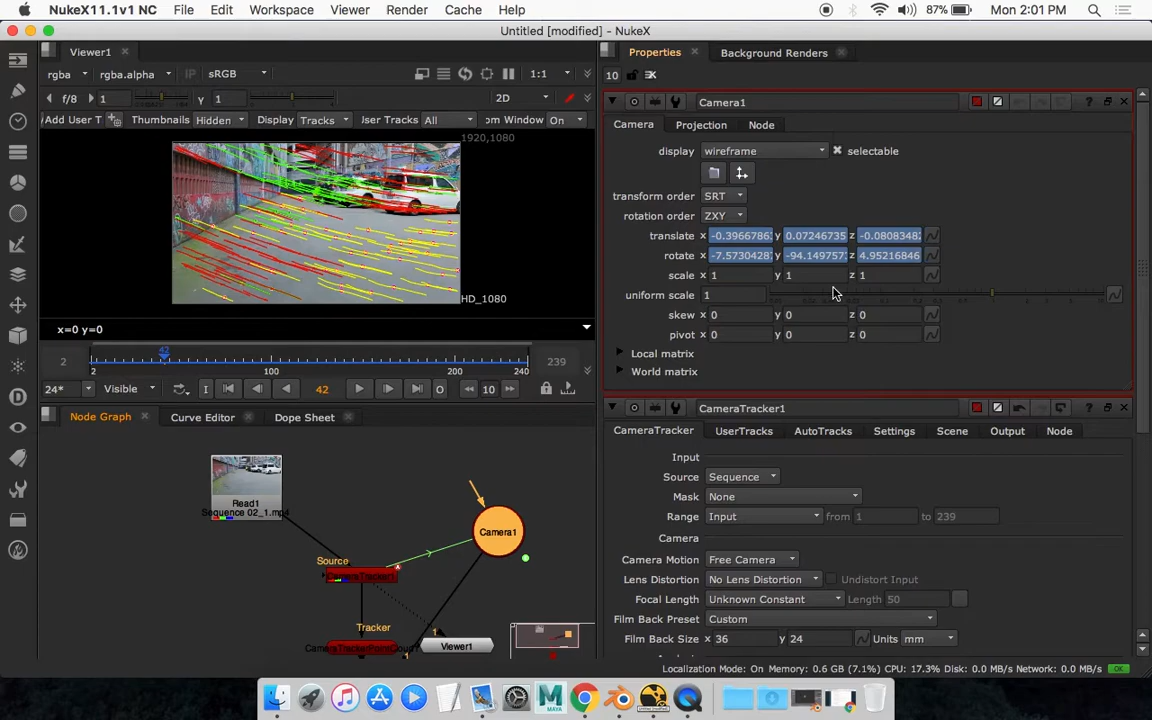 NukeX11.1v1 NC File Edit Workspace Viewer Render Cache Help 87% Mon 2:01 PM
Untitled [modified] - NukeX
Viewer1
rgba rgba.alpha IP sRGB 1:1
f/8 1 y 1 2D
Add User T Thumbnails Hidden Display Tracks User Tracks All om Window On
1920,1080
HD_1080
x=0 y=0
42
2 2 100 200 240 239
24* Visible I 42 O 10
Node Graph Curve Editor Dope Sheet
Read1
Sequence 02_1.mp4
Camera1
Source
CameraTracker1
Tracker
CameraTrackerPointCloud1
1
Viewer1
1
Properties Background Renders
10
Camera1
Camera Projection Node
display wireframe selectable
transform order SRT
rotation order ZXY
translate x -0.3966786 y 0.07246735 z -0.0808348
rotate x -7.5730428 y -94.149757 z 4.95216846
scale x 1 y 1 z 1
uniform scale 1
skew x 0 y 0 z 0
pivot x 0 y 0 z 0
Local matrix
World matrix
CameraTracker1
CameraTracker UserTracks AutoTracks Settings Scene Output Node
Input
Source Sequence
Mask None
Range Input from 1 to 239
Camera
Camera Motion Free Camera
Lens Distortion No Lens Distortion Undistort Input
Focal Length Unknown Constant Length 50
Film Back Preset Custom
Film Back Size x 36 y 24 Units mm
Localization Mode: On Memory: 0.6 GB (7.1%) CPU: 17.3% Disk: 0.0 MB/s Network: 0.0 MB/s OK